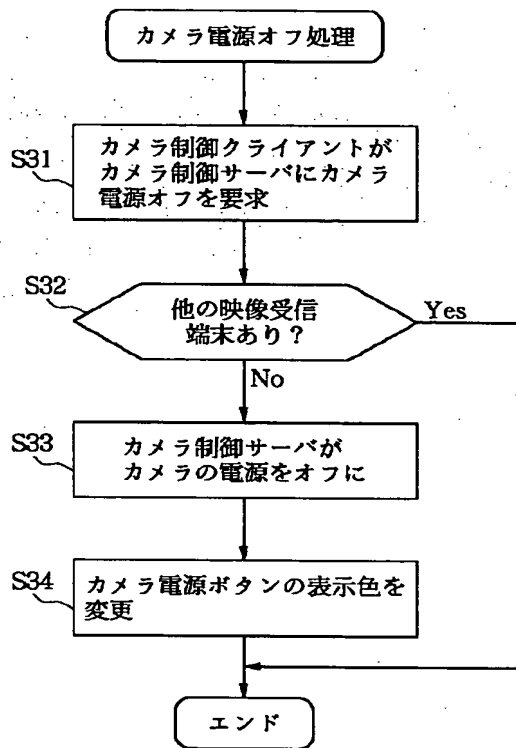 カメラ電源オフ処理
S31
カメラ制御クライアントが
カメラ制御サーバにカメラ
電源オフを要求
S32
他の映像受信
端末あり？
Yes
No
S33
カメラ制御サーバが
カメラの電源をオフに
S34
カメラ電源ボタンの表示色を
変更
エンド